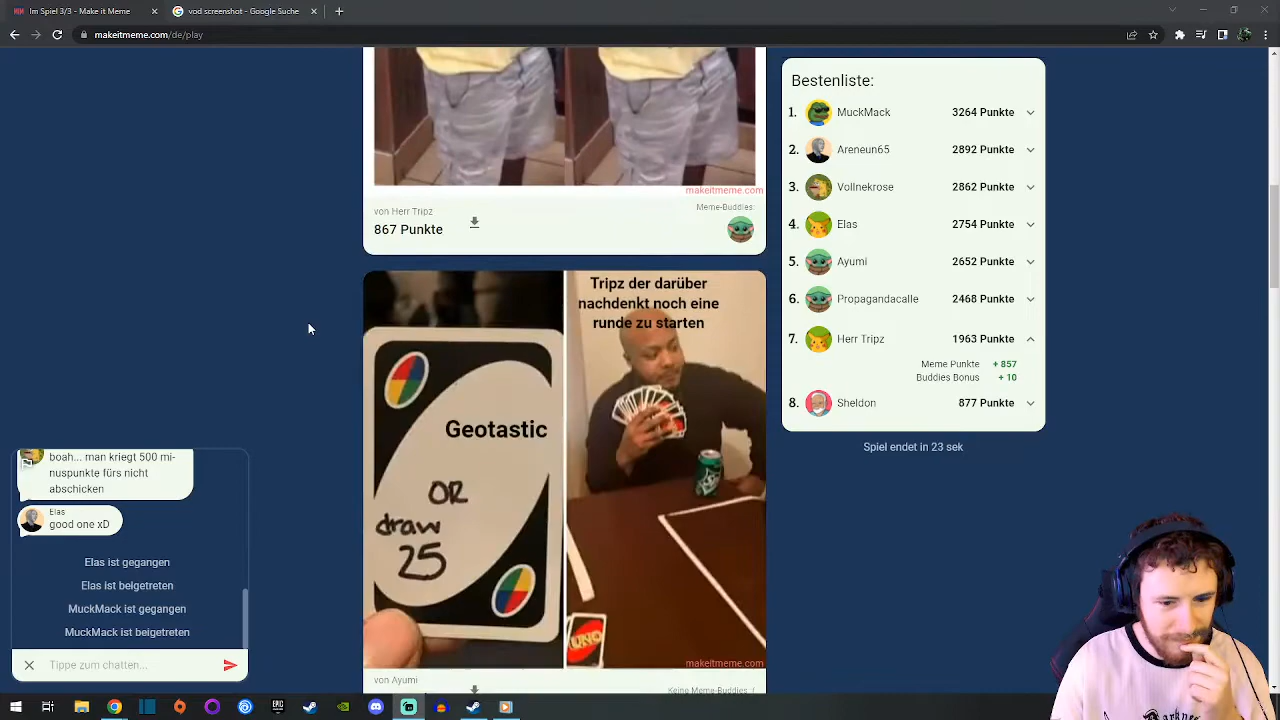 Im Spiel 3/3 - Make it Meme
vod screenshot - Google Suche
makeitmeme.com/de/play
makeitmeme.com
von Herr Tripz
867 Punkte
Meme-Buddies:
Geotastic
OR
draw
25
Tripz der darüber
nachdenkt noch eine
runde zu starten
UNO
makeitmeme.com
von Ayumi
Keine Meme-Buddies :(
Bestenliste:
1. MuckMack 3264 Punkte
2. Areneun65 2892 Punkte
3. Vollnekrose 2862 Punkte
4. Elas 2754 Punkte
5. Ayumi 2652 Punkte
6. Propagandacalle 2468 Punkte
7. Herr Tripz 1963 Punkte
Meme Punkte + 857
Buddies Bonus + 10
8. Sheldon 877 Punkte
Spiel endet in 23 sek
boah... man kriegt 500 mi-
nuspunkte fürs nicht
abschicken
Elas
good one xD
Elas ist gegangen
Elas ist beigetreten
MuckMack ist gegangen
MuckMack ist beigetreten
Tippe zum chatten...